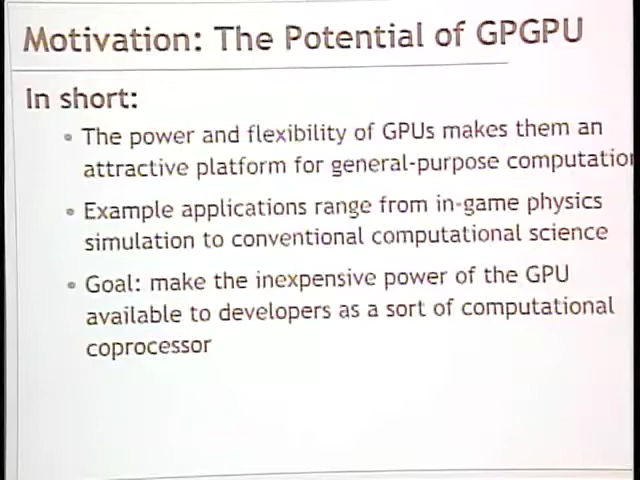 Motivation: The Potential of GPGPU
In short:
• The power and flexibility of GPUs makes them an
attractive platform for general-purpose computation
• Example applications range from in-game physics
simulation to conventional computational science
• Goal: make the inexpensive power of the GPU
available to developers as a sort of computational
coprocessor